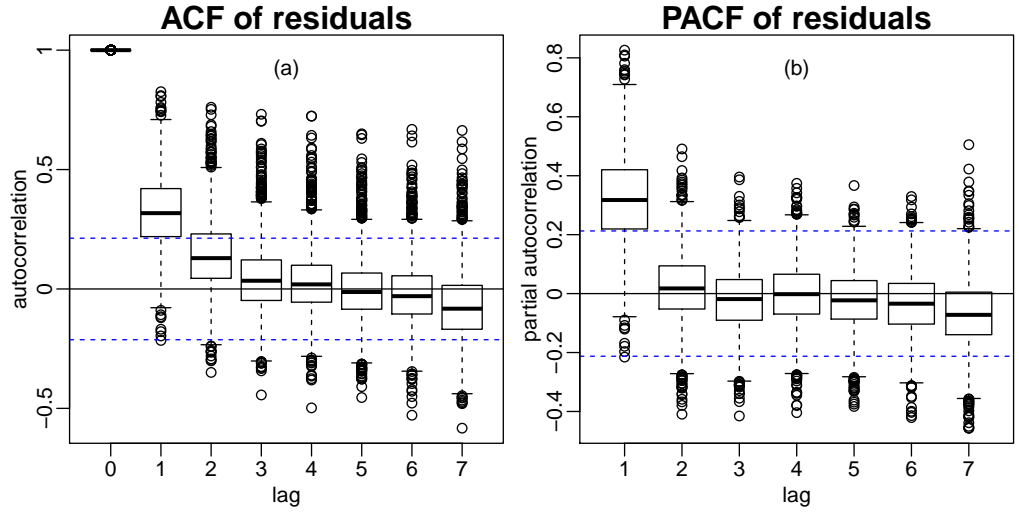 ACF of residuals
(a)
autocorrelation
1
0.5
0
−0.5
0 1 2 3 4 5 6 7
lag
PACF of residuals
(b)
partial autocorrelation
0.8
0.6
0.4
0.2
0
−0.2
−0.4
1 2 3 4 5 6 7
lag